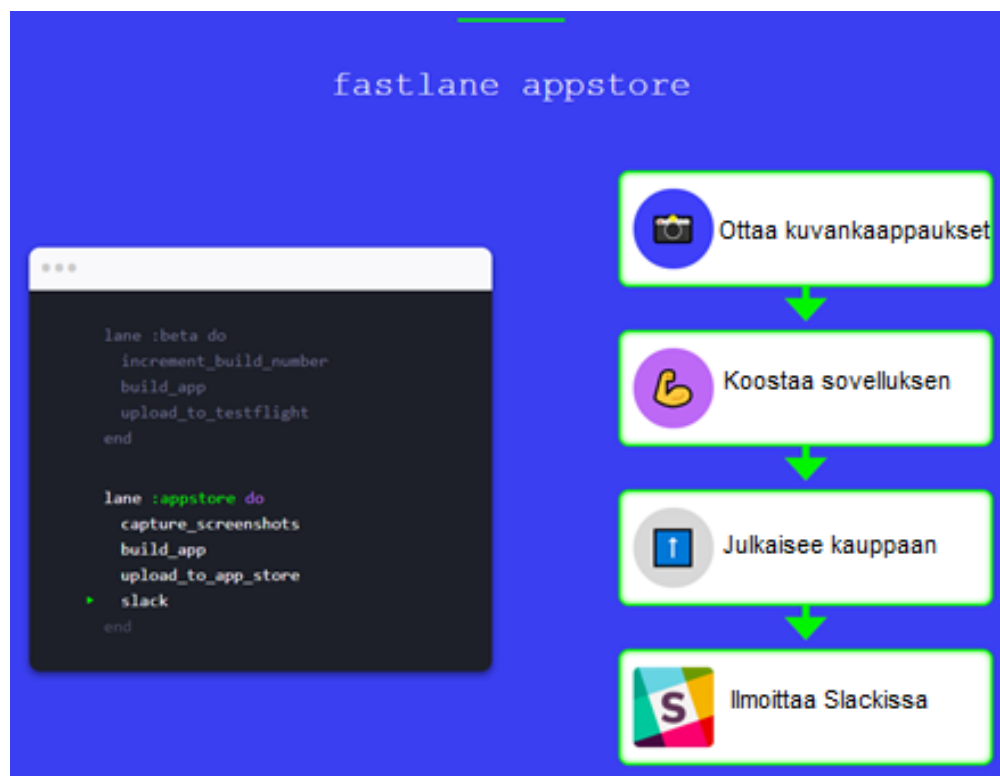 fastlane appstore
lane :beta do
increment_build_number
build_app
upload_to_testflight
end
lane :appstore do
capture_screenshots
build_app
upload_to_app_store
slack
end
Ottaa kuvankaappaukset
Koostaa sovelluksen
Julkaisee kauppaan
S
Ilmoittaa Slackissa